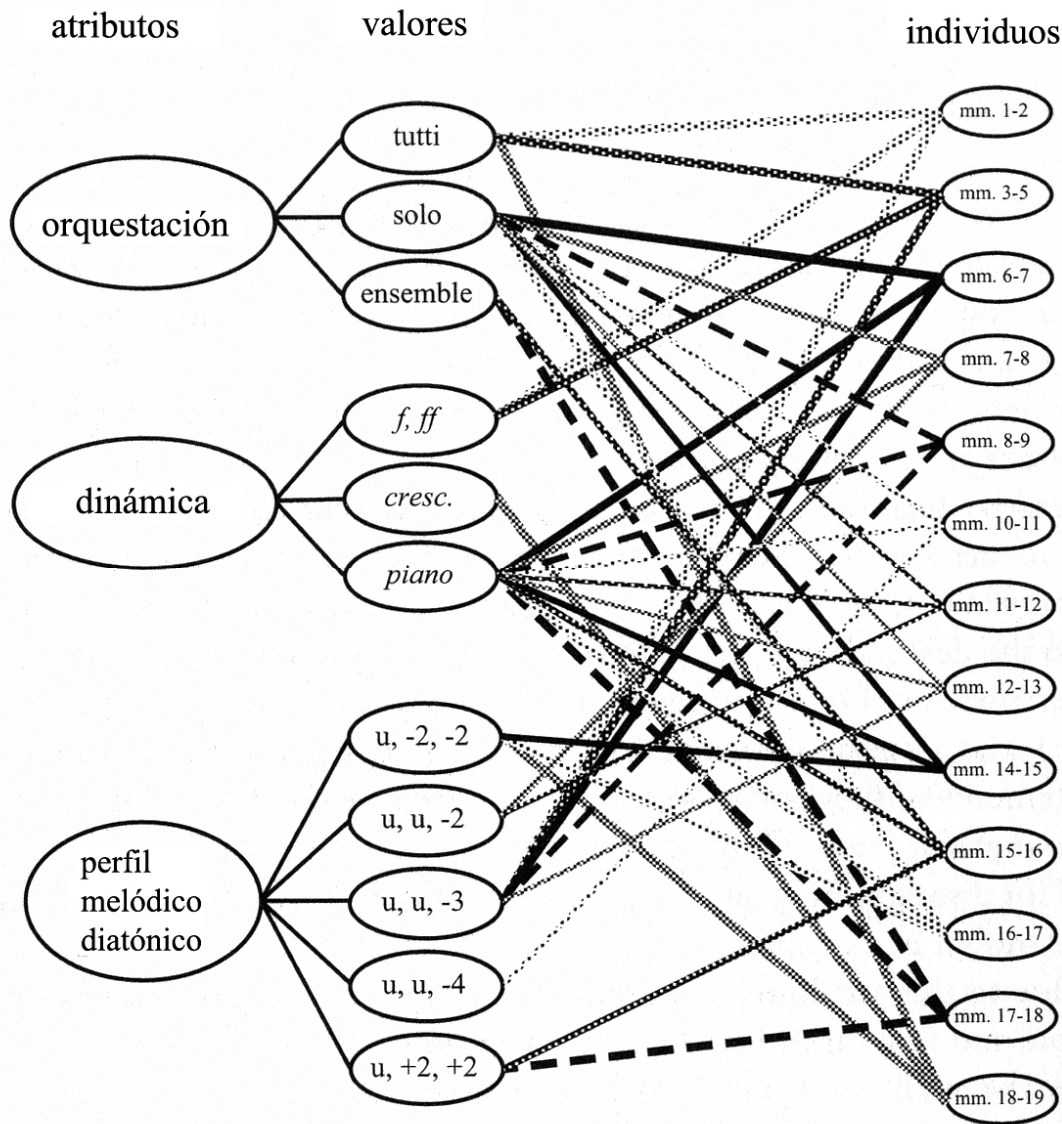 atributos
valores
individuos
orquestación
tutti
solo
ensemble
dinámica
f, ff
cresc.
piano
perfil
melódico
diatónico
u, -2, -2
u, u, -2
u, u, -3
u, u, -4
u, +2, +2
mm. 1-2
mm. 3-5
mm. 6-7
mm. 7-8
mm. 8-9
mm. 10-11
mm. 11-12
mm. 12-13
mm. 14-15
mm. 15-16
mm. 16-17
mm. 17-18
mm. 18-19